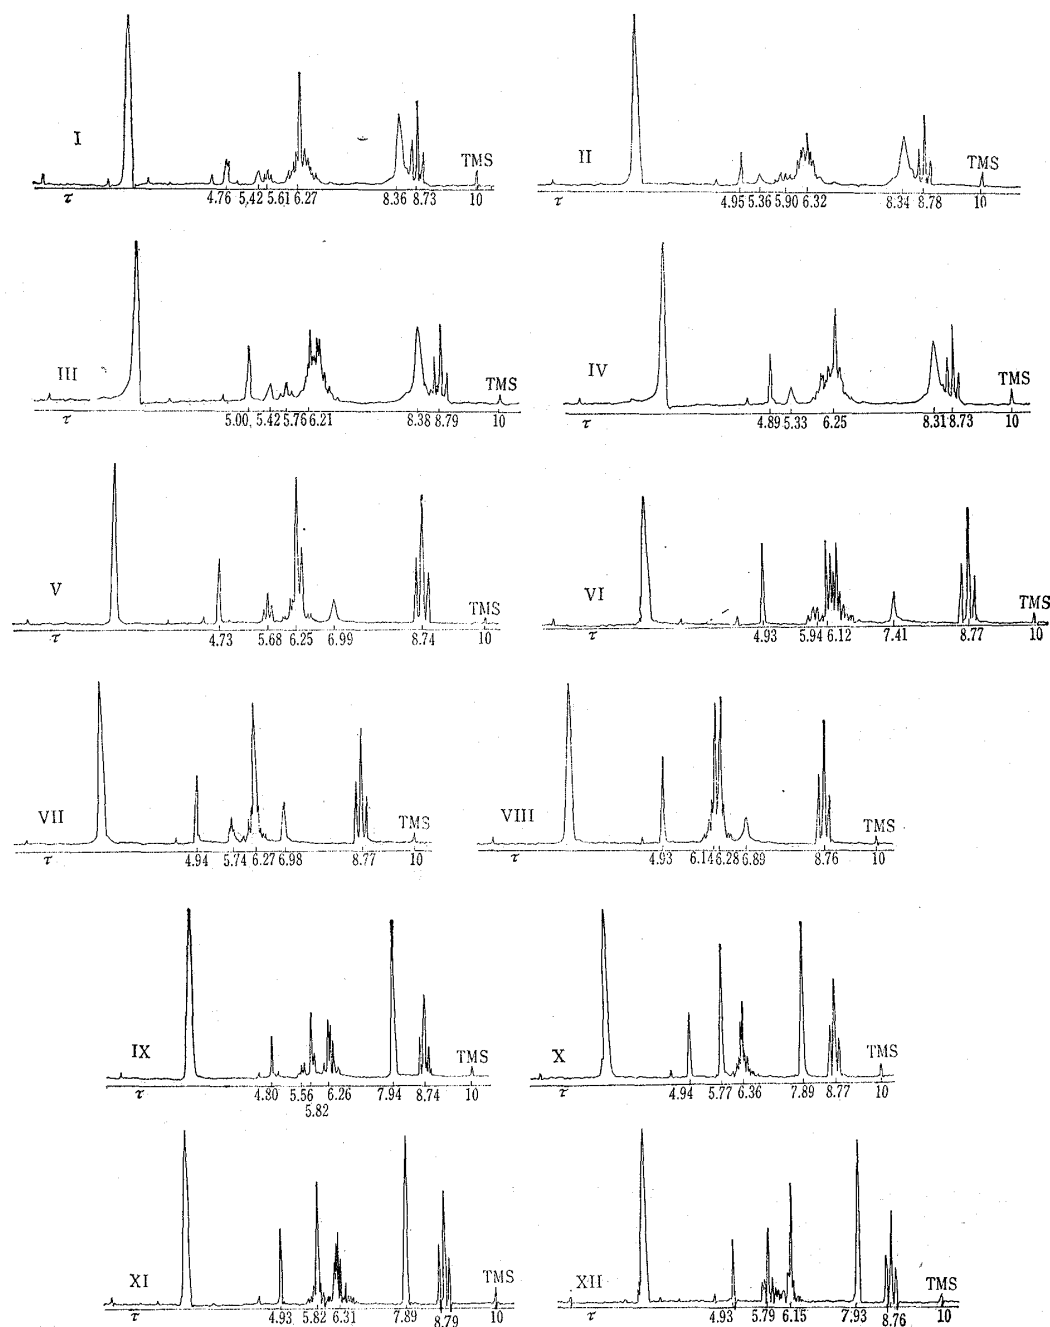 I
TMS
τ 4.76 5,42 5.61 6.27 8.36 8.73 10
II
TMS
τ 4.95 5.36 5.90 6.32 8.34 8.78 10
III
TMS
τ 5.00 5.42 5.76 6.21 8.38 8.79 10
IV
TMS
τ 4.89 5.33 6.25 8.31 8.73 10
V
TMS
τ 4.73 5.68 6.25 6.99 8.74 10
VI
TMS
τ 4.93 5.94 6.12 7.41 8.77 10
VII
TMS
τ 4.94 5.74 6.27 6.98 8.77 10
VIII
TMS
τ 4.93 6.14 6.28 6.89 8.76 10
IX
TMS
τ 4.80 5.56 6.26 7.94 8.74 10
5.82
X
TMS
τ 4.94 5.77 6.36 7.89 8.77 10
XI
TMS
τ 4.93 5.82 6.31 7.89 8.79 10
XII
TMS
τ 4.93 5.79 6.15 7.93 8.76 10